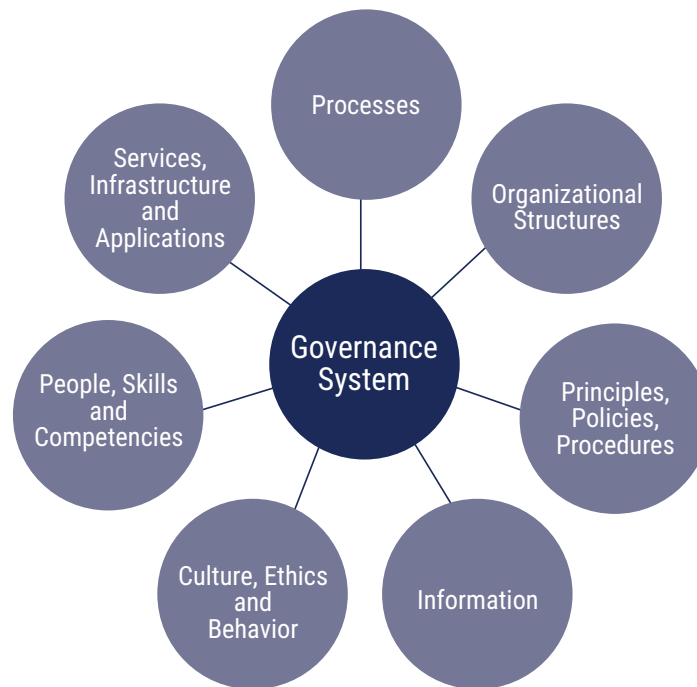 Processes
Services,
Infrastructure
and
Applications
Organizational
Structures
Governance
System
People, Skills
and
Competencies
Principles,
Policies,
Procedures
Culture, Ethics
and
Behavior
Information